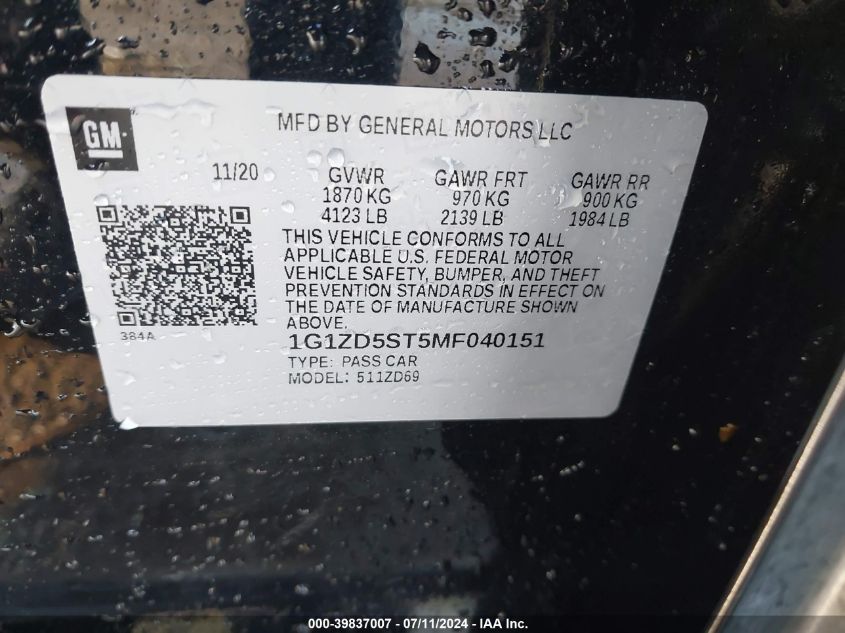 GM
MFD BY GENERAL MOTORS LLC
11/20
GVWR GAWR FRT GAWR RR
1870 KG 970 KG 900 KG
4123 LB 2139 LB 1984 LB
THIS VEHICLE CONFORMS TO ALL
APPLICABLE U.S. FEDERAL MOTOR
VEHICLE SAFETY, BUMPER, AND THEFT
PREVENTION STANDARDS IN EFFECT ON
THE DATE OF MANUFACTURE SHOWN
ABOVE.
384A
1G1ZD5ST5MF040151
TYPE: PASS CAR
MODEL: 511ZD69
000-39837007 - 07/11/2024 - © IAA Inc.